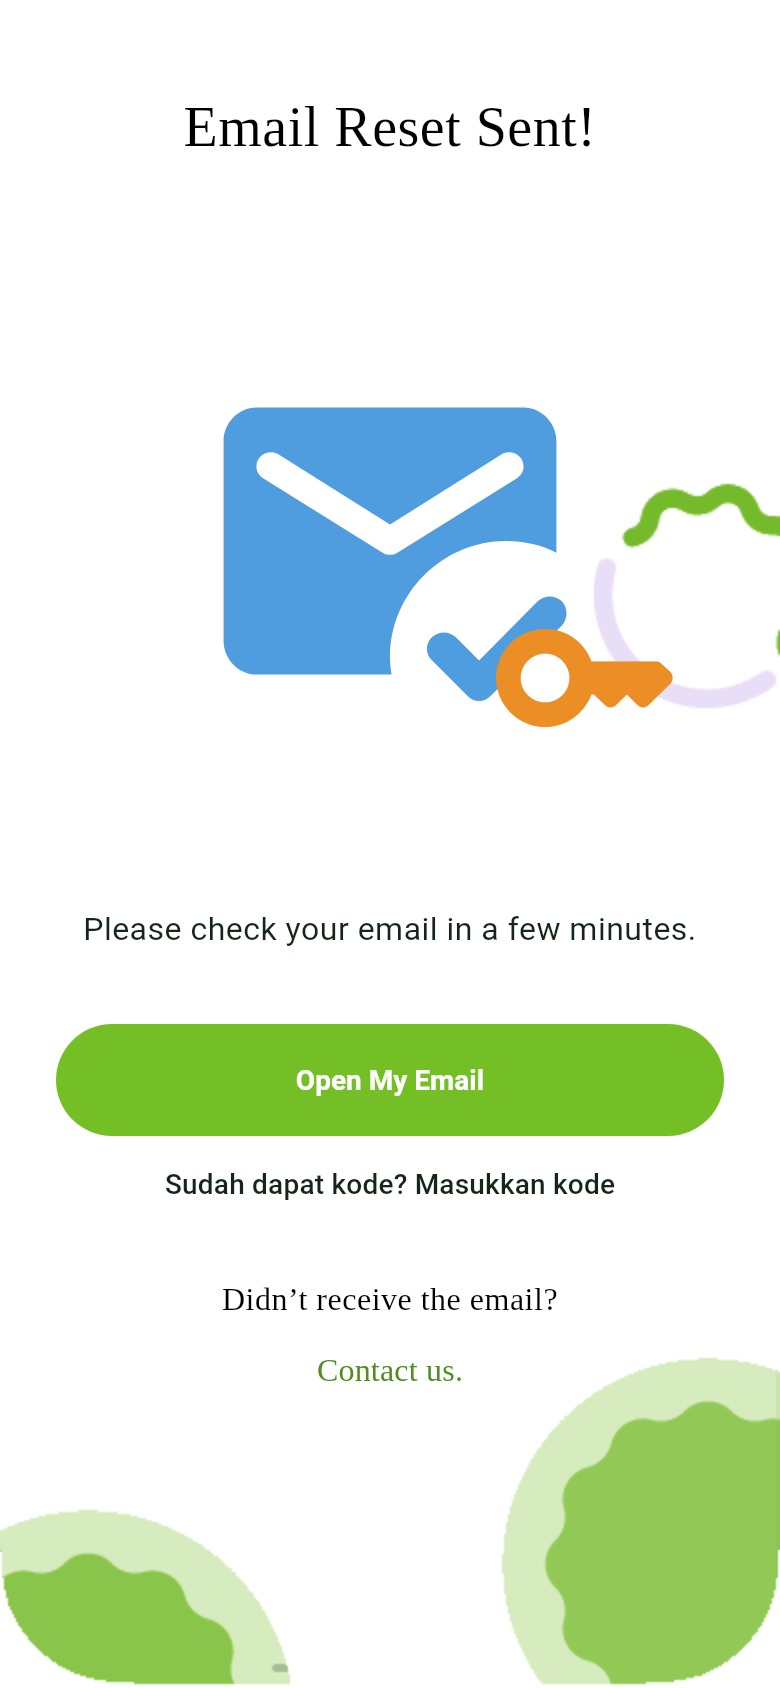 Email Reset Sent!
Please check your email in a few minutes.
Open My Email
Sudah dapat kode? Masukkan kode
Didn’t receive the email?
Contact us.